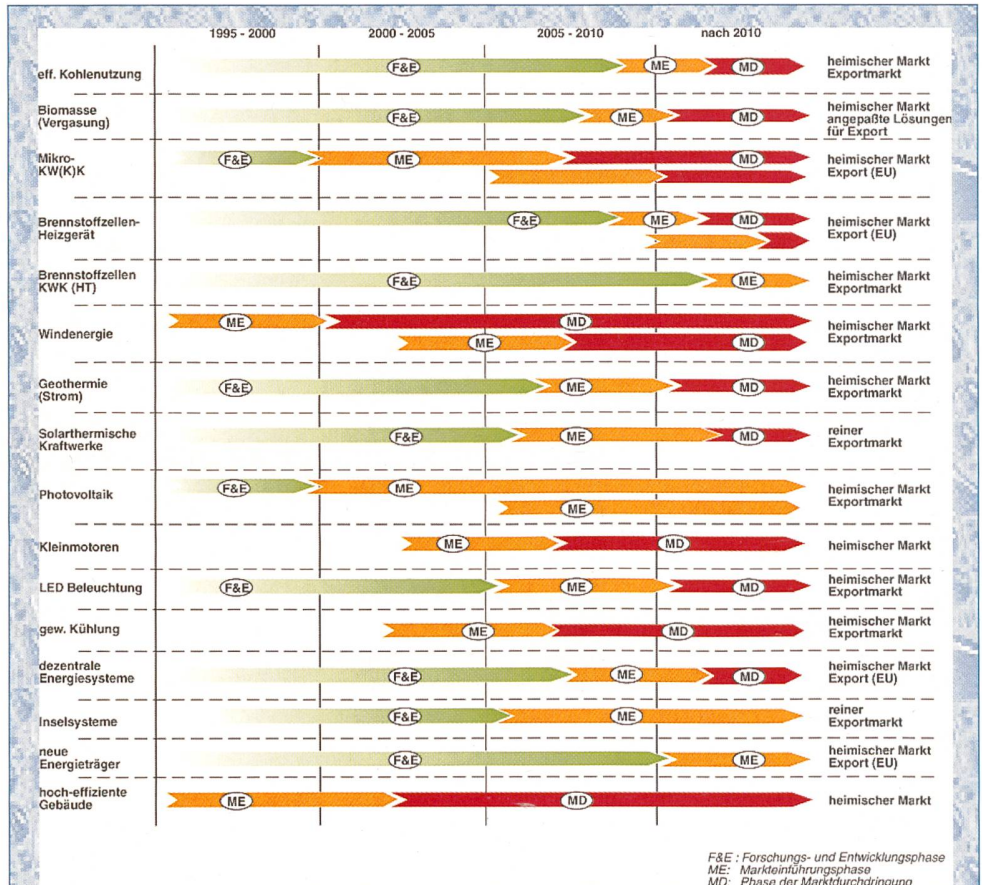 1995 - 2000 2000 - 2005 2005 - 2010 nach 2010
eff. Kohlenutzung F&E ME MD heimischer Markt
Exportmarkt
Biomasse
(Vergasung) F&E ME MD heimischer Markt
angepaßte Lösungen
für Export
Mikro-
KW(K)K F&E ME MD heimischer Markt
Export (EU)
Brennstoffzellen-
Heizgerät F&E ME MD heimischer Markt
Export (EU)
Brennstoffzellen
KWK (HT) F&E ME heimischer Markt
Exportmarkt
Windenergie ME MD heimischer Markt
Exportmarkt
ME MD
Geothermie
(Strom) F&E ME MD heimischer Markt
Exportmarkt
Solarthermische
Kraftwerke F&E ME MD reiner
Exportmarkt
Photovoltaik F&E ME heimischer Markt
Exportmarkt
ME
Kleinmotoren ME MD heimischer Markt
LED Beleuchtung F&E ME MD heimischer Markt
Exportmarkt
gew. Kühlung ME MD heimischer Markt
Exportmarkt
dezentrale
Energiesysteme F&E ME MD heimischer Markt
Export (EU)
Inselsysteme F&E ME reiner
Exportmarkt
neue
Energieträger F&E ME heimischer Markt
Export (EU)
hoch-effiziente
Gebäude ME MD heimischer Markt
F&E : Forschungs- und Entwicklungsphase
ME: Markteinführungsphase
MD: Phase der Marktdurchdringung